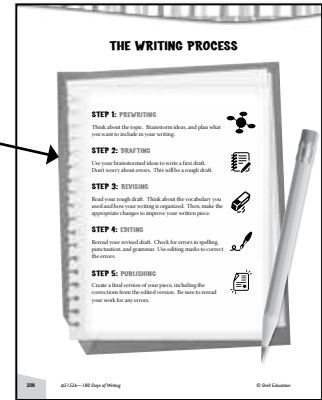 THE WRITING PROCESS
STEP 1: PREWRITING
Think about the topic. Brainstorm ideas, and plan what
you want to include in your writing.
STEP 2: DRAFTING
Use your brainstormed ideas to write a first draft.
Don't worry about errors. This will be a rough draft.
STEP 3: REVISING
Read your rough draft. Think about the vocabulary you
used and how your writing is organized. Then, make the
appropriate changes to improve your written piece.
STEP 4: EDITING
Reread your revised draft. Check for errors in spelling,
punctuation, and grammar. Use editing marks to correct
the errors.
STEP 5: PUBLISHING
Create a final version of your piece, including the
corrections from the edited version. Be sure to reread
your work for any errors.
208 #51526—180 Days of Writing © Shell Education